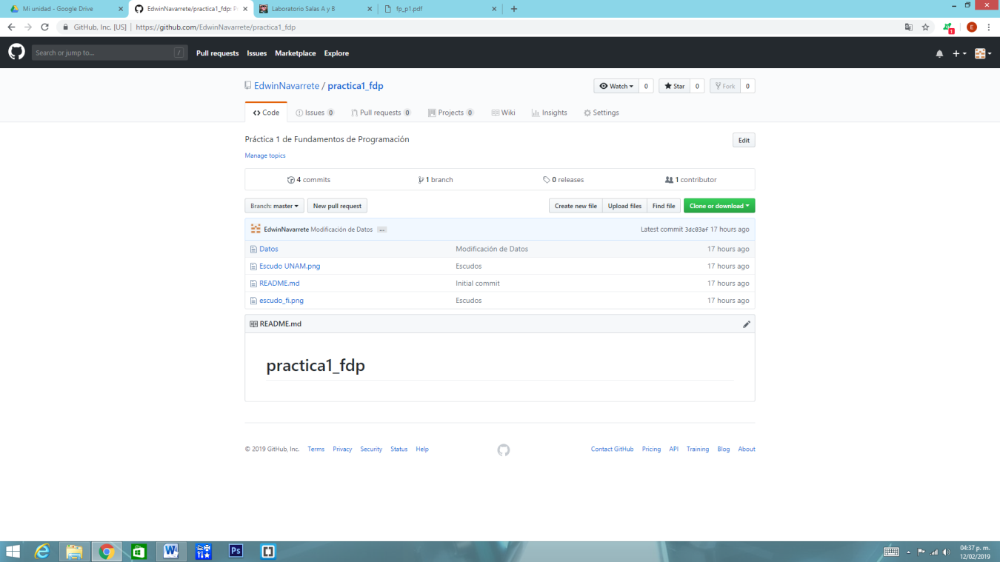 Mi unidad - Google Drive
EdwinNavarrete/practica1_fdp: P
Laboratorio Salas A y B
fp_p1.pdf
GitHub, Inc. [US] | https://github.com/EdwinNavarrete/practica1_fdp
1
E
Search or jump to...
/
Pull requests Issues Marketplace Explore
EdwinNavarrete / practica1_fdp
Watch 0 Star 0 Fork 0
Code Issues 0 Pull requests 0 Projects 0 Wiki Insights Settings
Práctica 1 de Fundamentos de Programación
Edit
Manage topics
4 commits 1 branch 0 releases 1 contributor
Branch: master New pull request Create new file Upload files Find file Clone or download
EdwinNavarrete Modificación de Datos ... Latest commit 3dc03af 17 hours ago
Datos Modificación de Datos 17 hours ago
Escudo UNAM.png Escudos 17 hours ago
README.md Initial commit 17 hours ago
escudo_fi.png Escudos 17 hours ago
README.md
practica1_fdp
© 2019 GitHub, Inc. Terms Privacy Security Status Help Contact GitHub Pricing API Training Blog About
Ps
04:37 p. m.
12/02/2019